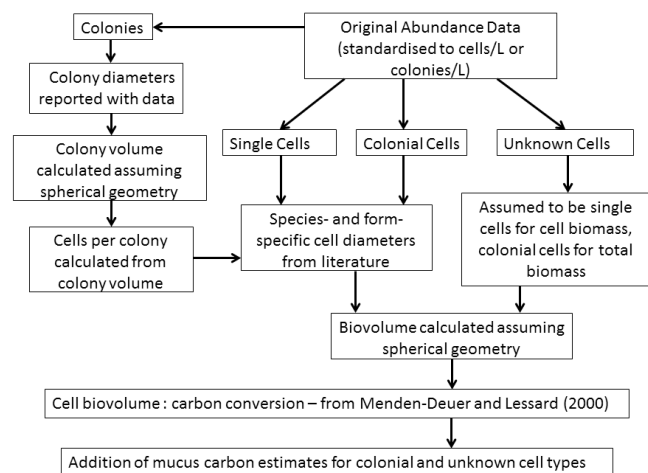 Colonies
Original Abundance Data
(standardised to cells/L or
colonies/L)
Colony diameters
reported with data
Single Cells
Colonial Cells
Unknown Cells
Colony volume
calculated assuming
spherical geometry
Species- and form-
specific cell diameters
from literature
Assumed to be single
cells for cell biomass,
colonial cells for total
biomass
Cells per colony
calculated from
colony volume
Biovolume calculated assuming
spherical geometry
Cell biovolume : carbon conversion – from Menden-Deuer and Lessard (2000)
Addition of mucus carbon estimates for colonial and unknown cell types